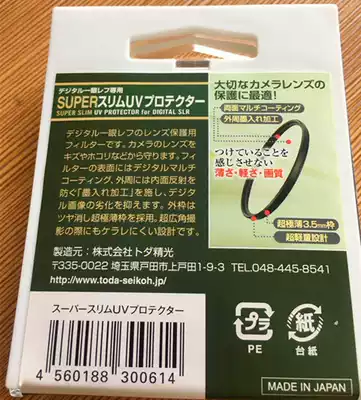 デジタル一眼レフ専用
SUPERスリムUVプロテクター
SUPER SLIM UV PROTECTOR for DIGITAL SLR
デジタル一眼レフのレンズ保護用
フィルターです。カメラのレンズを
キズやホコリなどから守ります。フ
ィルターの表面にはデジタルマルチ
コーティング、外周には内面反射を
防ぐ「墨入れ加工」を施し、デジタ
ル画像の劣化を抑えます。外枠は
ツヤ消し超極薄枠を採用。超広角撮
影の際にもケラレにくい設計です。
大切なカメラレンズの
保護に最適!
両面マルチコーティング
外周墨入れ加工
つけていることを
感じさせない
薄さ・軽さ・画質
超極薄3.5mm枠
超軽量設計
製造元:株式会社トダ精光
〒335-0022 埼玉県戸田市上戸田1-9-3 TEL.048-445-8541
http://www.toda-seikoh.jp/
スーパースリムUVプロテクター
4 560188 300614
プラ
PE
紙
台紙
MADE IN JAPAN